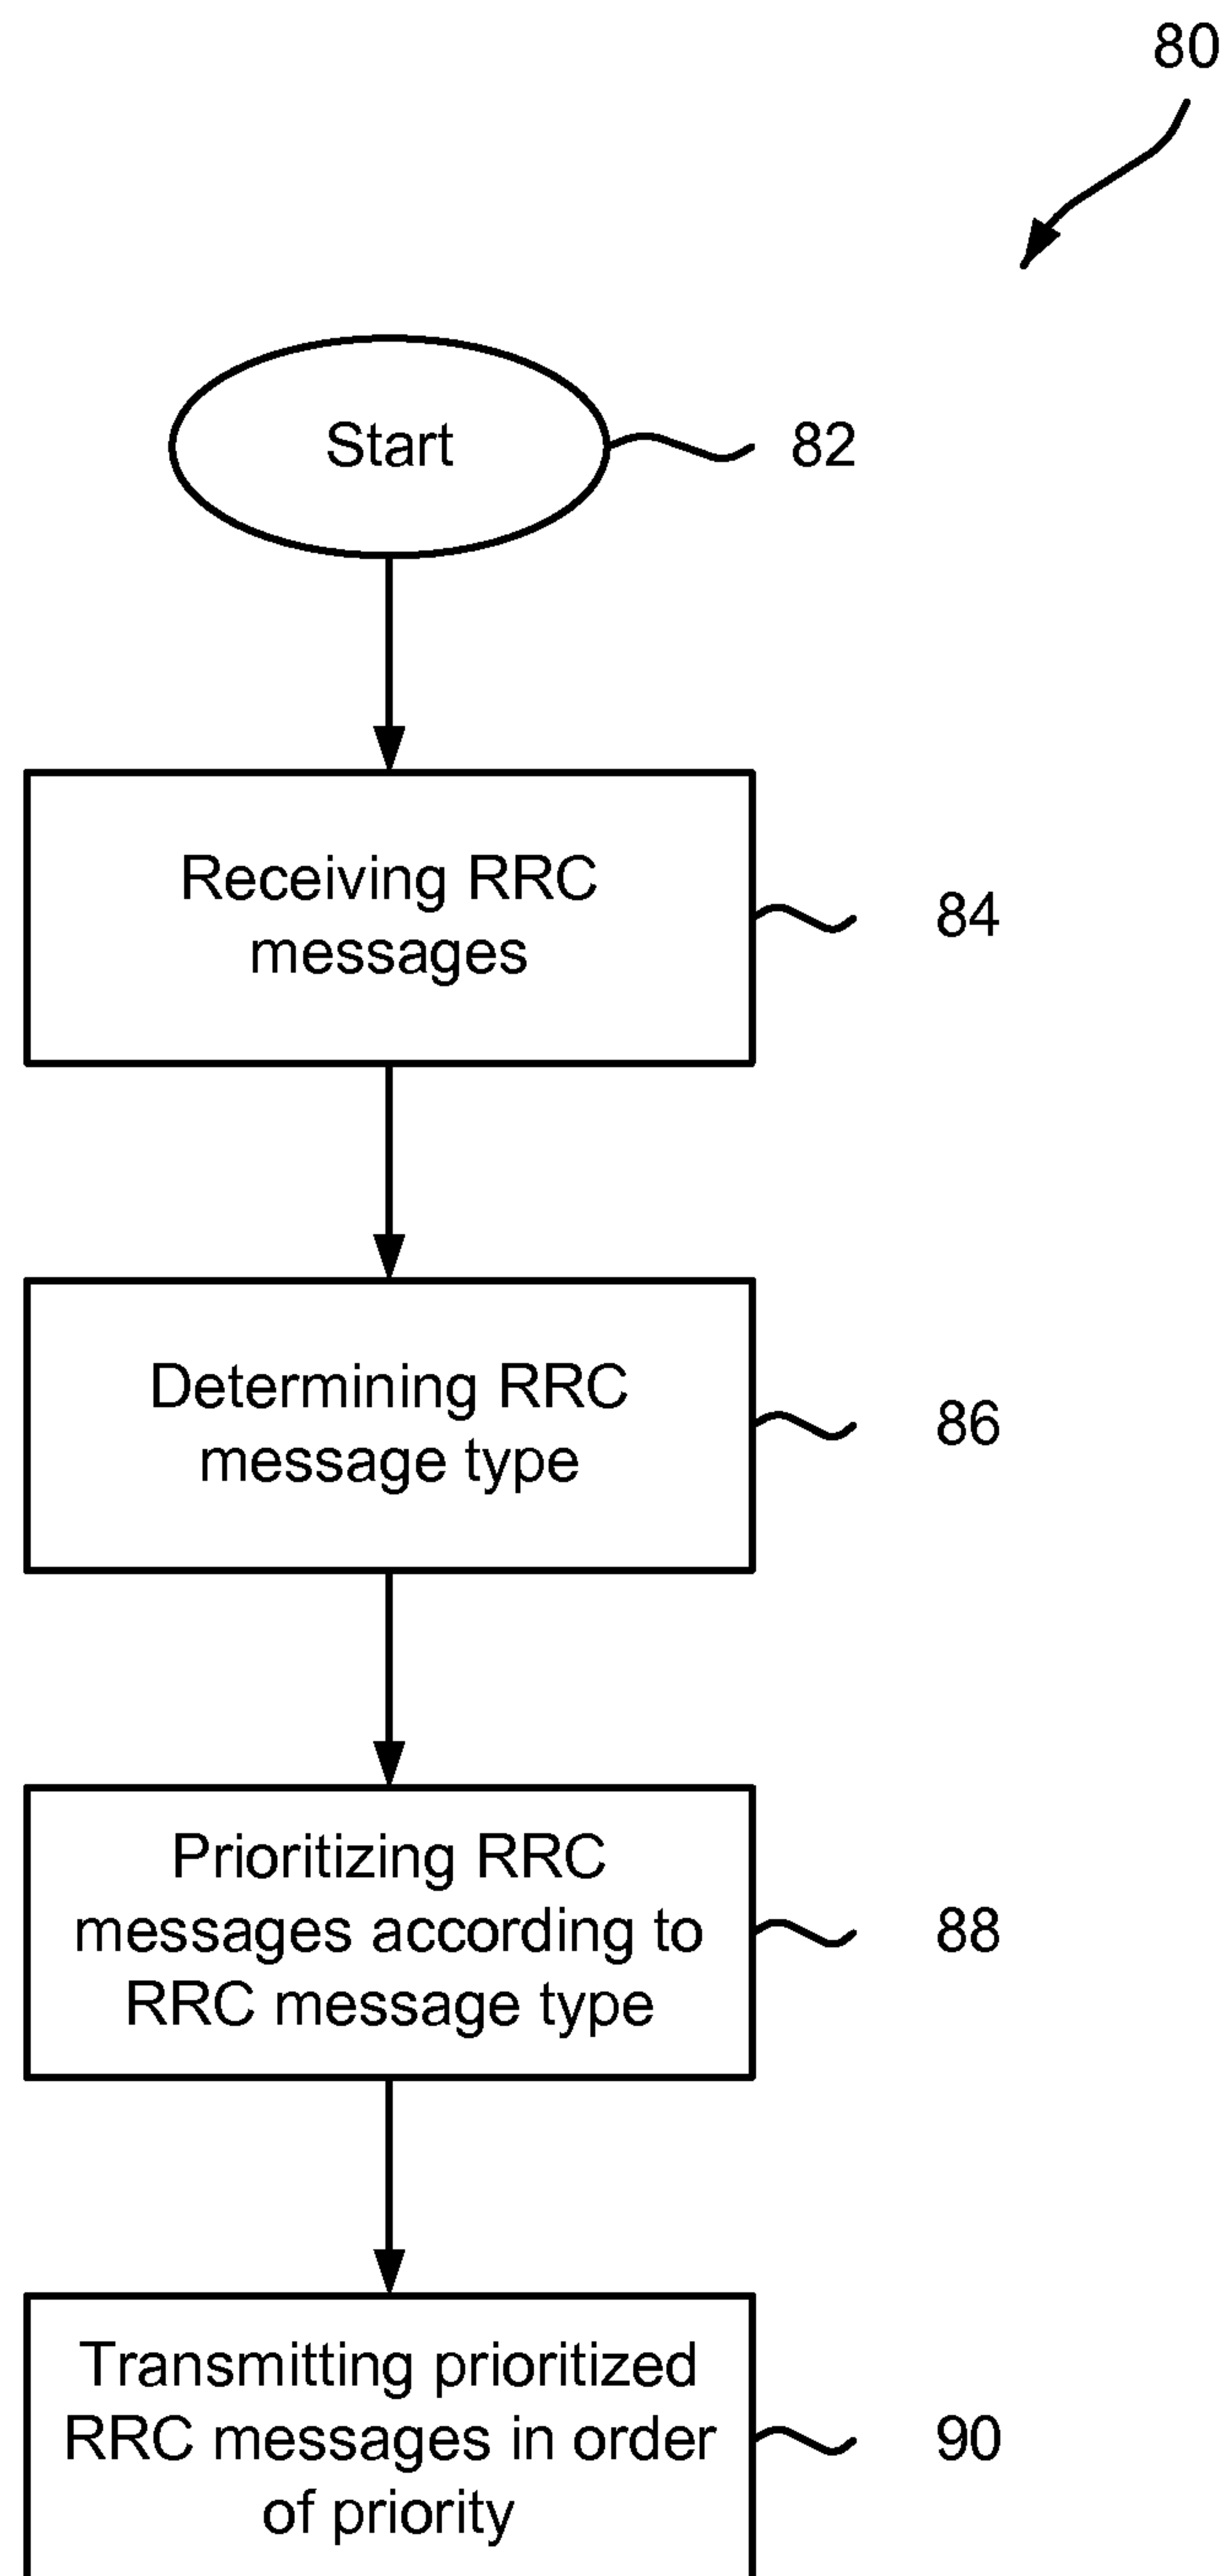 80
Start
82
Receiving RRC
messages
84
Determining RRC
message type
86
Prioritizing RRC
messages according to
RRC message type
88
Transmitting prioritized
RRC messages in order
of priority
90